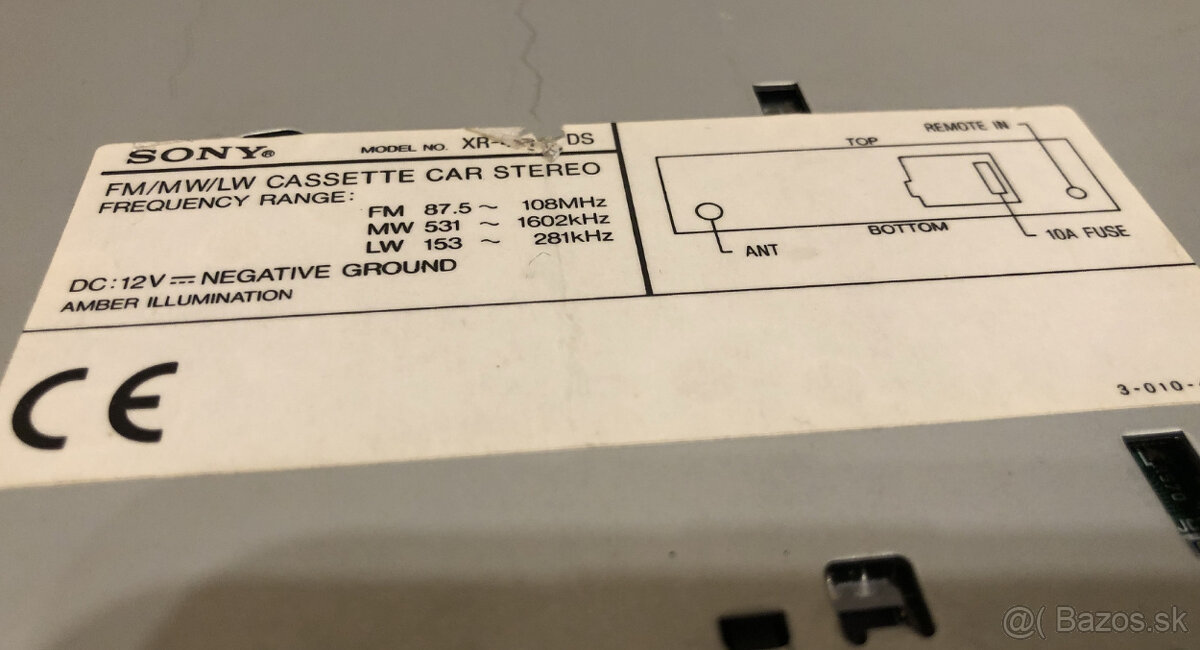 SONY® MODEL NO. XR- DS
FM/MW/LW CASSETTE CAR STEREO
FREQUENCY RANGE:
FM 87.5 ~ 108MHz
MW 531 ~ 1602kHz
LW 153 ~ 281kHz
DC:12V⎓NEGATIVE GROUND
AMBER ILLUMINATION
TOP
REMOTE IN
ANT
BOTTOM
10A FUSE
CE
3-010-
@( Bazos.sk